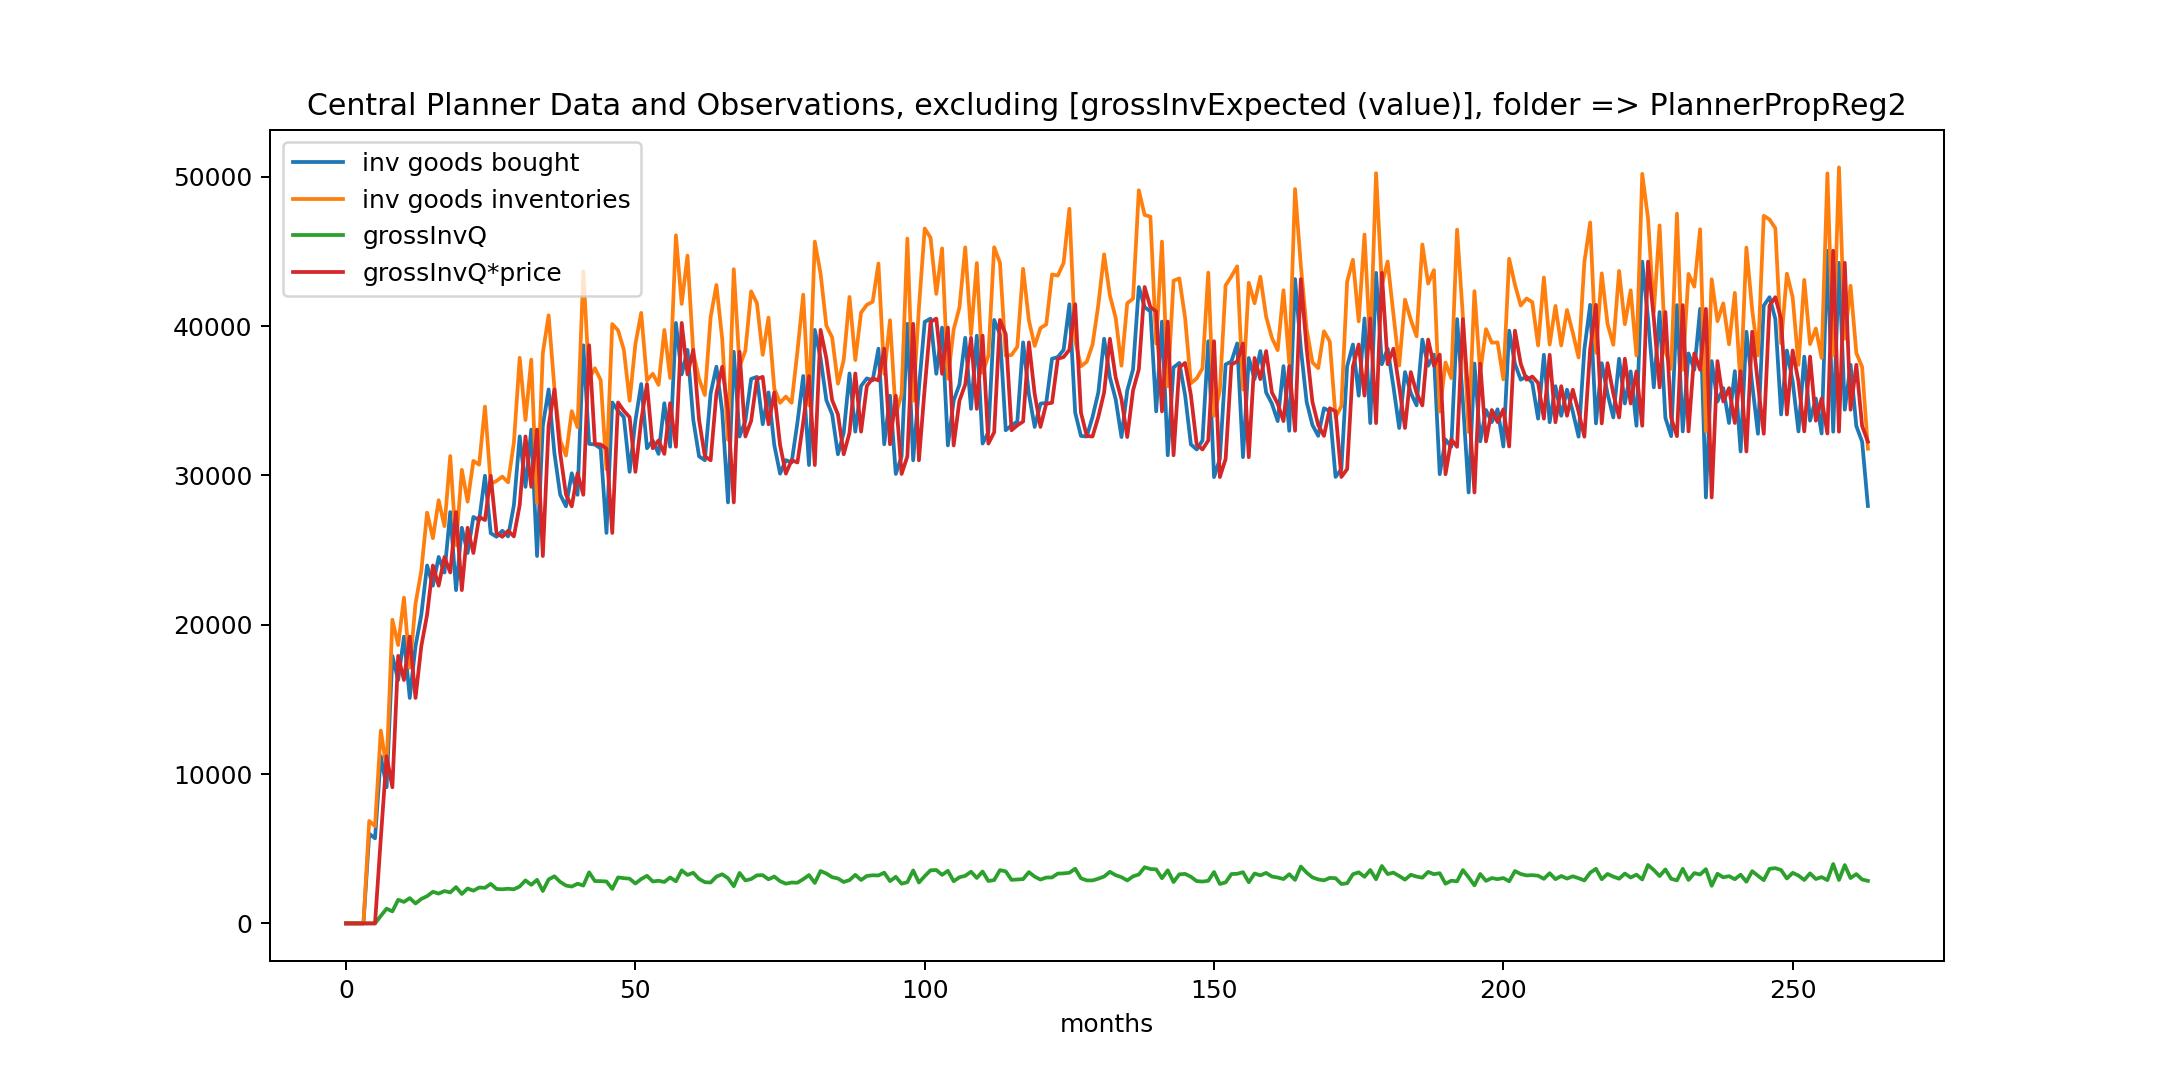 Central Planner Data and Observations, excluding [grossInvExpected (value)], folder => PlannerPropReg2
inv goods bought
inv goods inventories
grossInvQ
grossInvQ*price
50000
40000
30000
20000
10000
0
0 50 100 150 200 250
months